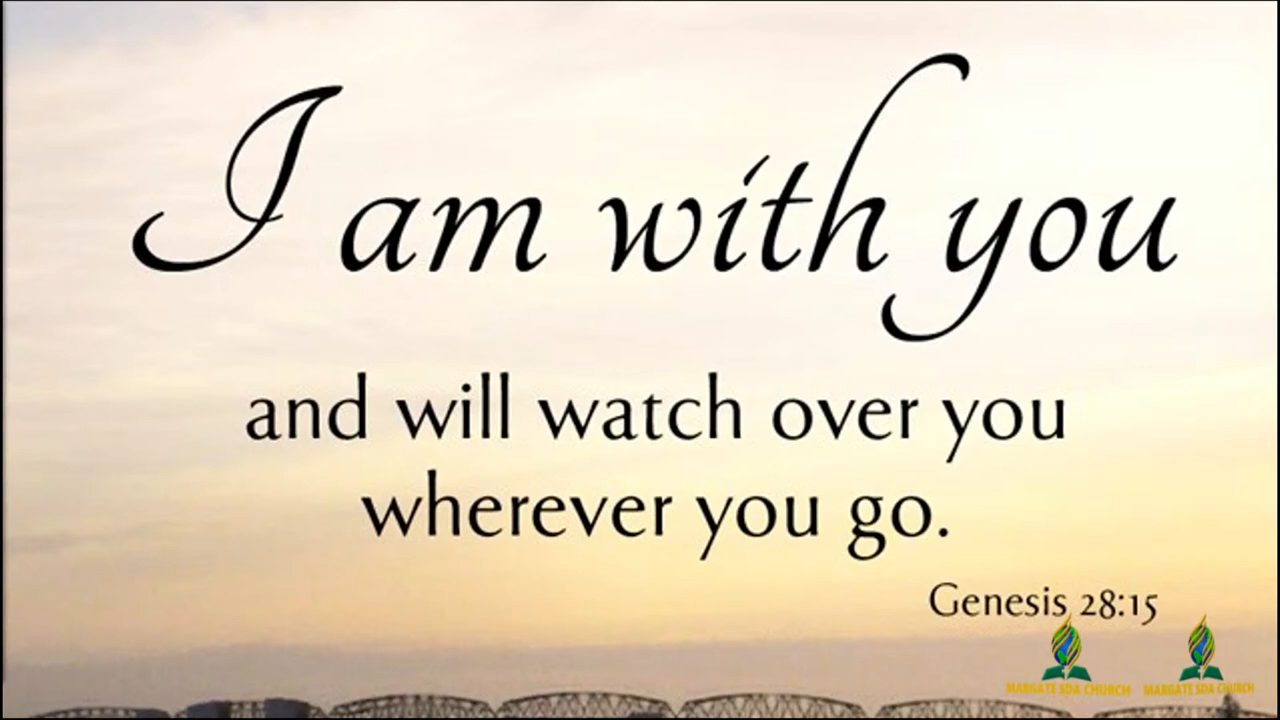 I am with you
and will watch over you
wherever you go.
Genesis 28:15
MARGATE SDA CHURCH MARGATE SDA CHURCH